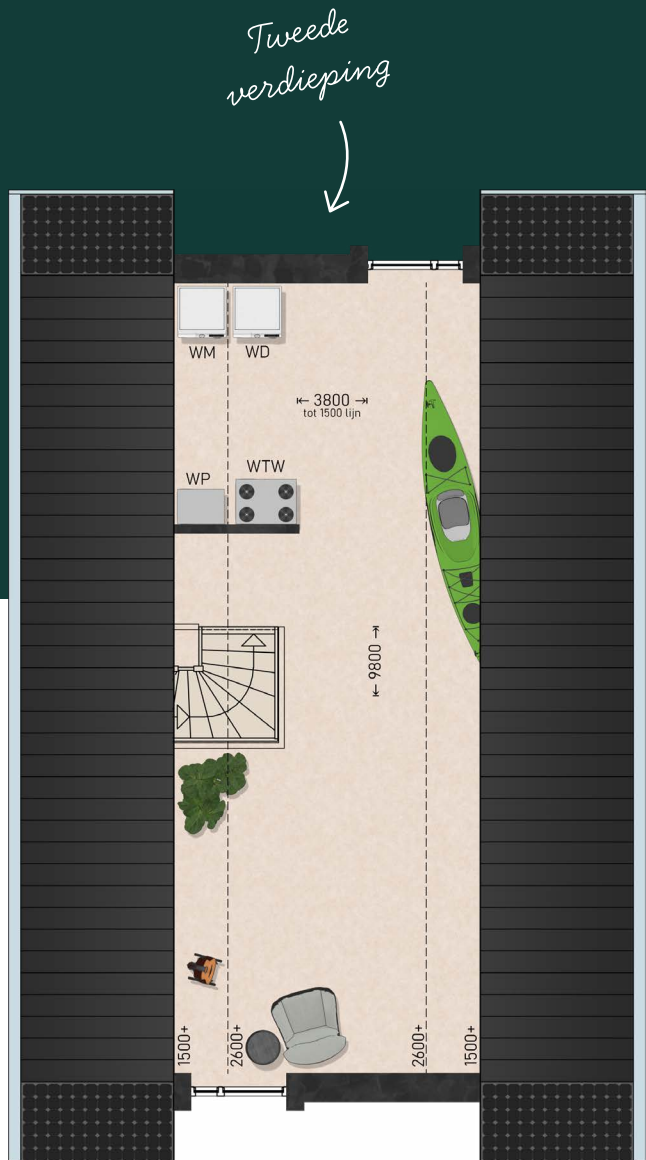 Tweede
verdieping
WM
WD
3800
tot 1500 lijn
WP
WTW
9800
1500+
2600+
2600+
1500+